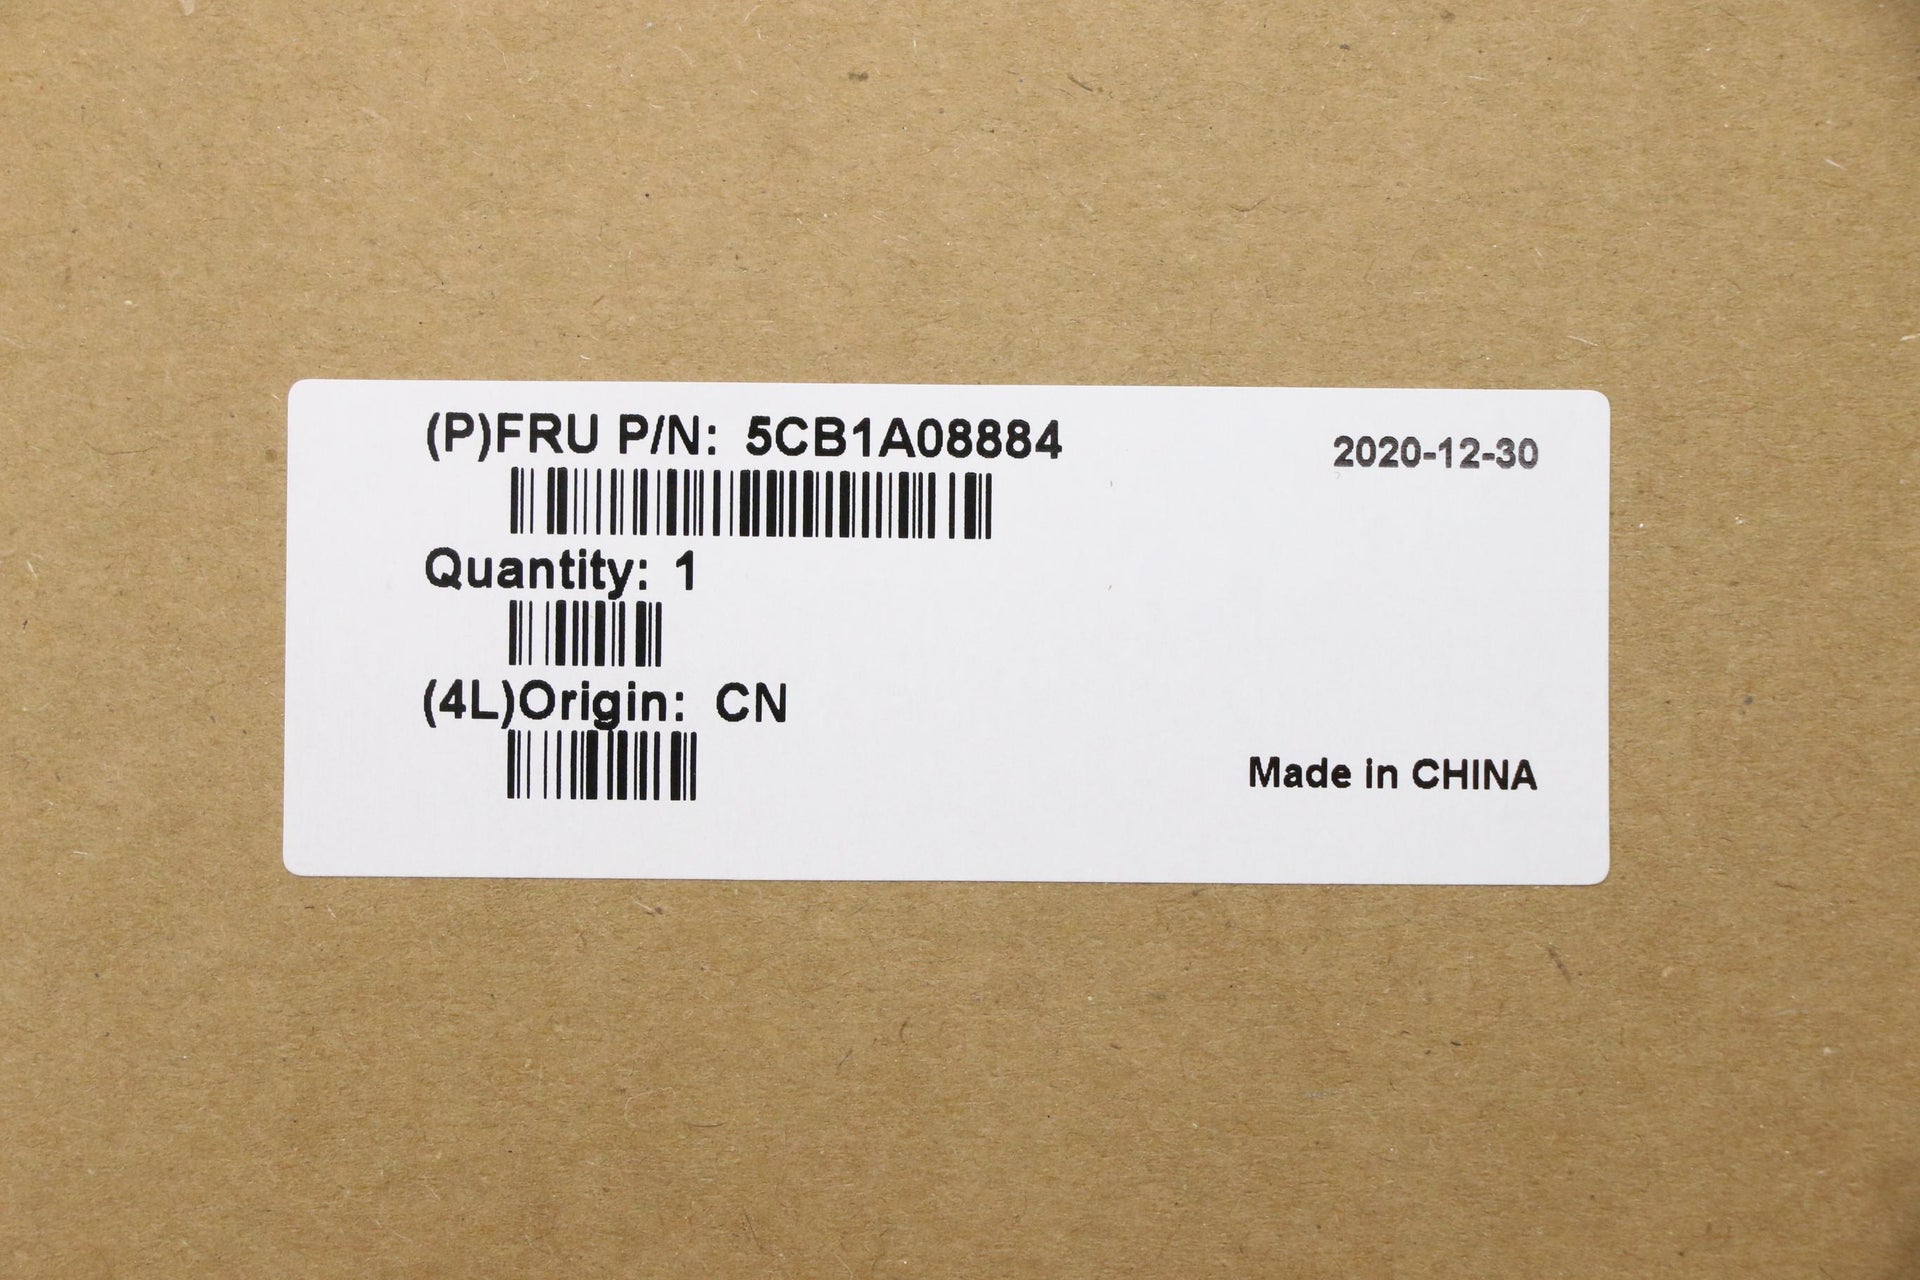 (P)FRU P/N: 5CB1A08884
2020-12-30
Quantity: 1
(4L)Origin: CN
Made in CHINA